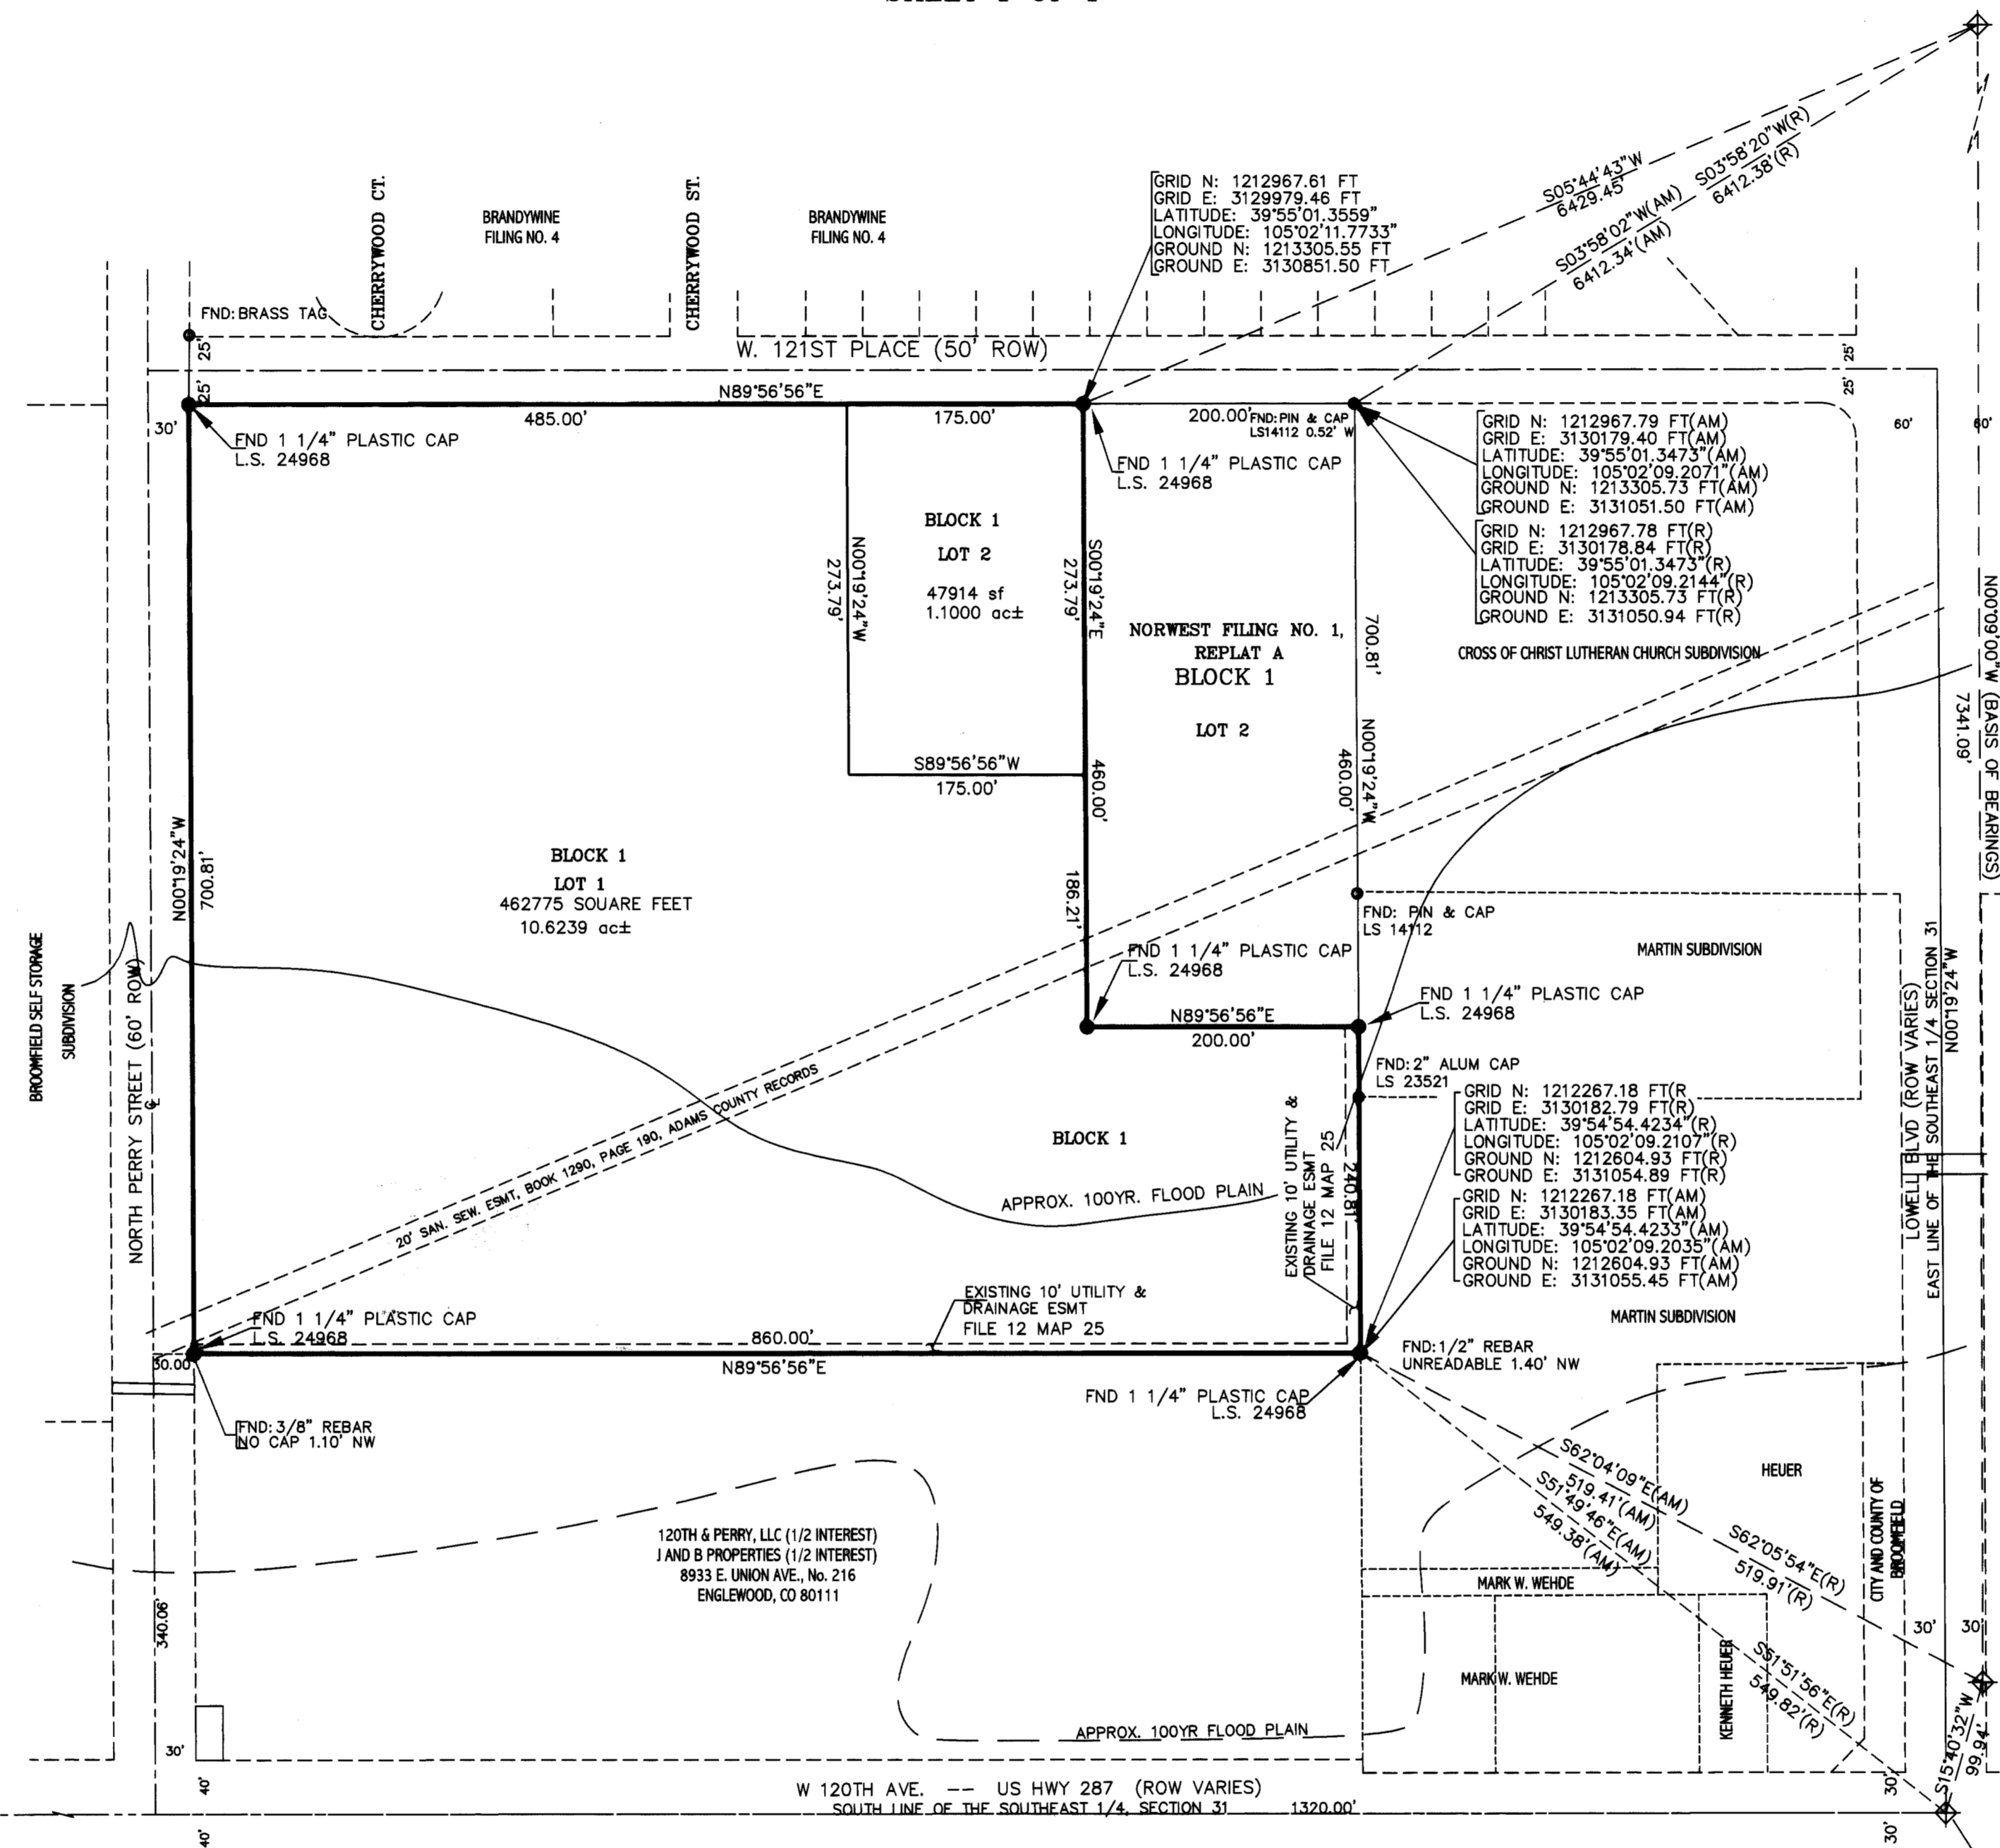 CHERRYWOOD CT.
BRANDYWINE
FILING NO. 4
CHERRYWOOD ST.
BRANDYWINE
FILING NO. 4
GRID N: 1212967.61 FT
GRID E: 3129979.46 FT
LATITUDE: 39°55'01.3559"
LONGITUDE: 105°02'11.7733"
GROUND N: 1213305.55 FT
GROUND E: 3130851.50 FT
S05°44'43"W
6429.45'
S03°58'20"W(R)
6412.38'(R)
S03°58'02"W(AM)
6412.34'(AM)
FND: BRASS TAG
25'
25'
W. 121ST PLACE (50' ROW)
25'
25'
N89°56'56"E
485.00'
175.00'
200.00'
FND: PIN & CAP
LS14112 0.52' W
30'
60'
60'
FND 1 1/4" PLASTIC CAP
L.S. 24968
FND 1 1/4" PLASTIC CAP
L.S. 24968
GRID N: 1212967.79 FT(AM)
GRID E: 3130179.40 FT(AM)
LATITUDE: 39°55'01.3473"(AM)
LONGITUDE: 105°02'09.2071"(AM)
GROUND N: 1213305.73 FT(AM)
GROUND E: 3131051.50 FT(AM)
GRID N: 1212967.78 FT(R)
GRID E: 3130178.84 FT(R)
LATITUDE: 39°55'01.3473"(R)
LONGITUDE: 105°02'09.2144"(R)
GROUND N: 1213305.73 FT(R)
GROUND E: 3131050.94 FT(R)
BLOCK 1
LOT 2
47914 sf
1.1000 ac±
N00°19'24"W
273.79'
S00°19'24"E
273.79'
NORWEST FILING NO. 1,
REPLAT A
BLOCK 1
LOT 2
700.81'
CROSS OF CHRIST LUTHERAN CHURCH SUBDIVISION
N00°09'00"W (BASIS OF BEARINGS)
7341.09'
S89°56'56"W
175.00'
460.00'
N00°19'24"W
460.00'
N00°19'24"W
700.81'
BLOCK 1
LOT 1
462775 SQUARE FEET
10.6239 ac±
186.21'
FND: PIN & CAP
LS 14112
MARTIN SUBDIVISION
FND 1 1/4" PLASTIC CAP
L.S. 24968
FND 1 1/4" PLASTIC CAP
L.S. 24968
BROOMFIELD SELF STORAGE
SUBDIVISION
NORTH PERRY STREET (60' ROW)
N89°56'56"E
200.00'
LOWELL BLVD (ROW VARIES)
EAST LINE OF THE SOUTHEAST 1/4 SECTION 31
N00°19'24"W
FND: 2" ALUM CAP
LS 23521
GRID N: 1212267.18 FT(R
GRID E: 3130182.79 FT(R)
LATITUDE: 39°54'54.4234"(R)
LONGITUDE: 105°02'09.2107"(R)
GROUND N: 1212604.93 FT(R)
GROUND E: 3131054.89 FT(R)
GRID N: 1212267.18 FT(AM)
GRID E: 3130183.35 FT(AM)
LATITUDE: 39°54'54.4233"(AM)
LONGITUDE: 105°02'09.2035"(AM)
GROUND N: 1212604.93 FT(AM)
GROUND E: 3131055.45 FT(AM)
20' SAN. SEW. ESMT, BOOK 1290, PAGE 190, ADAMS COUNTY RECORDS
BLOCK 1
APPROX. 100YR. FLOOD PLAIN
EXISTING 10' UTILITY &
DRAINAGE ESMT
FILE 12 MAP 25
240.81'
MARTIN SUBDIVISION
EXISTING 10' UTILITY &
DRAINAGE ESMT
FILE 12 MAP 25
FND 1 1/4" PLASTIC CAP
L.S. 24968
860.00'
N89°56'56"E
30.00'
FND: 1/2" REBAR
UNREADABLE 1.40' NW
FND 1 1/4" PLASTIC CAP
L.S. 24968
FND: 3/8" REBAR
NO CAP 1.10' NW
S62°04'09"E(AM)
519.41'(AM)
S51°49'46"E(AM)
549.38'(AM)
HEUER
CITY AND COUNTY OF
BROOMFIELD
S62°05'54"E(R)
519.91'(R)
120TH & PERRY, LLC (1/2 INTEREST)
J AND B PROPERTIES (1/2 INTEREST)
8933 E. UNION AVE., No. 216
ENGLEWOOD, CO 80111
MARK W. WEHDE
340.06'
30'
30'
MARK W. WEHDE
KENNETH HEUER
S51°51'56"E(R)
549.82'(R)
S15°40'32"W
99.94'
APPROX. 100YR FLOOD PLAIN
30'
40'
W 120TH AVE. -- US HWY 287 (ROW VARIES)
SOUTH LINE OF THE SOUTHEAST 1/4, SECTION 31 1320.00'
30'
40'
30'